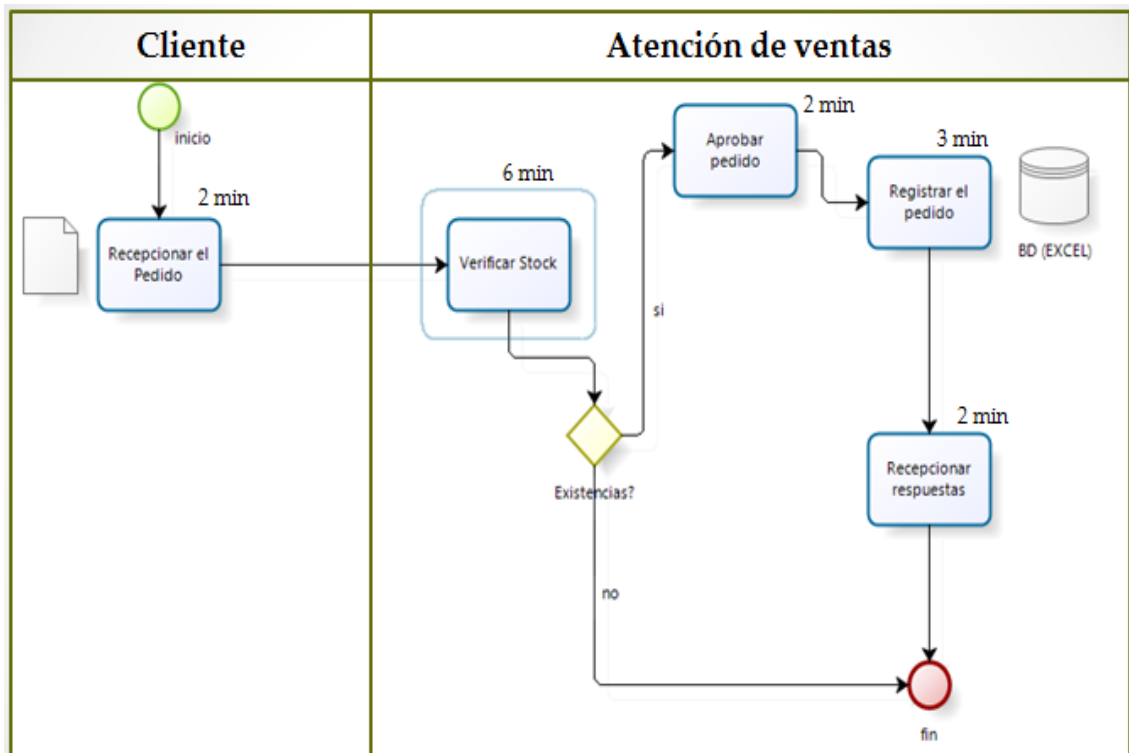 Cliente
Atención de ventas
inicio
2 min
Recepcionar el
Pedido
6 min
Verificar Stock
Existencias?
si
no
Aprobar
pedido
2 min
3 min
Registrar el
pedido
BD (EXCEL)
2 min
Recepcionar
respuestas
fin